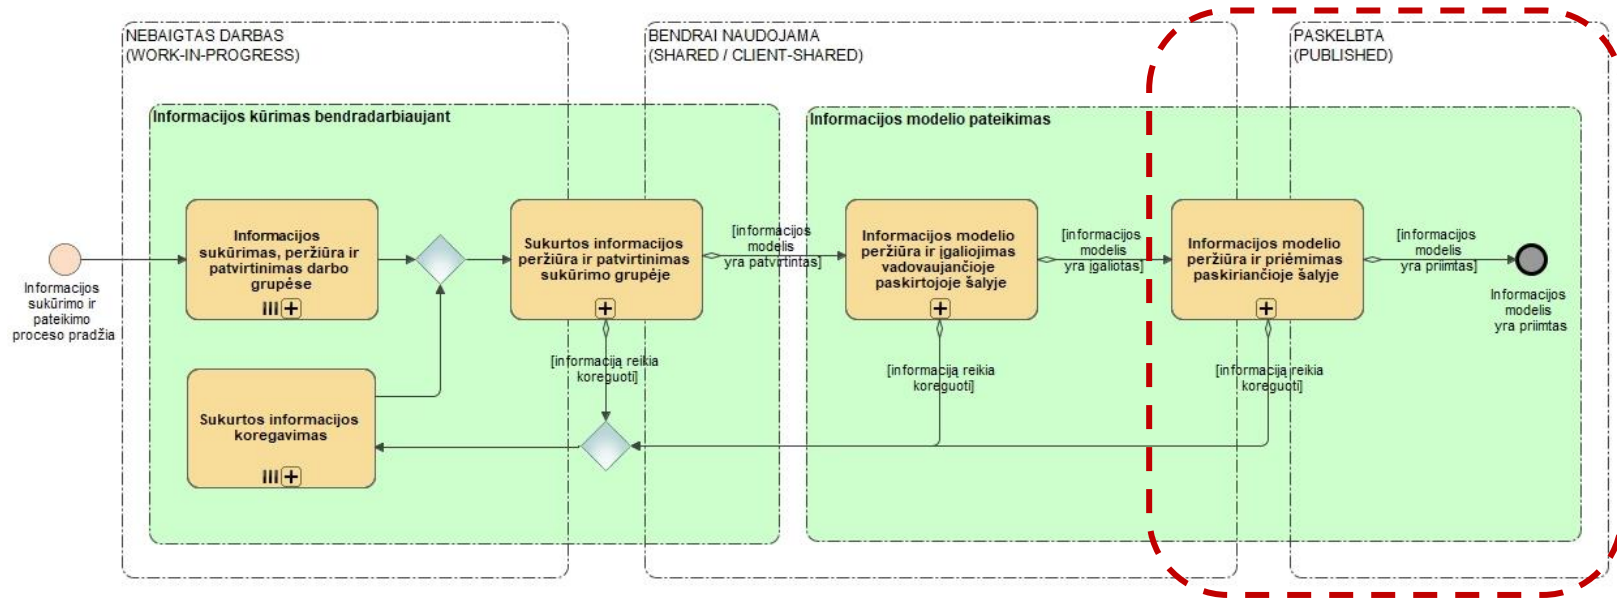 NEBAIGTAS DARBAS
(WORK-IN-PROGRESS)
BENDRAI NAUDOJAMA
(SHARED / CLIENT-SHARED)
PASKELBTA
(PUBLISHED)
Informacijos kūrimas bendradarbiaujant
Informacijos modelio pateikimas
Informacijos
sukūrimo ir
pateikimo
proceso pradžia
Informacijos
sukūrimas, peržiūra ir
patvirtinimas darbo
grupėse
Sukurtos informacijos
peržiūra ir patvirtinimas
sukūrimo grupėje
[informacijos
modelis
yra patvirtintas]
Informacijos modelio
peržiūra ir įgaliojimas
vadovaujančioje
paskirtojoje šalyje
[informacijos
modelis
yra įgaliotas]
Informacijos modelio
peržiūra ir priėmimas
paskiriančioje šalyje
[informacijos
modelis
yra priimtas]
Informacijos
modelis
yra priimtas
[informaciją reikia
koreguoti]
[informaciją reikia
koreguoti]
[informaciją reikia
koreguoti]
Sukurtos informacijos
koregavimas